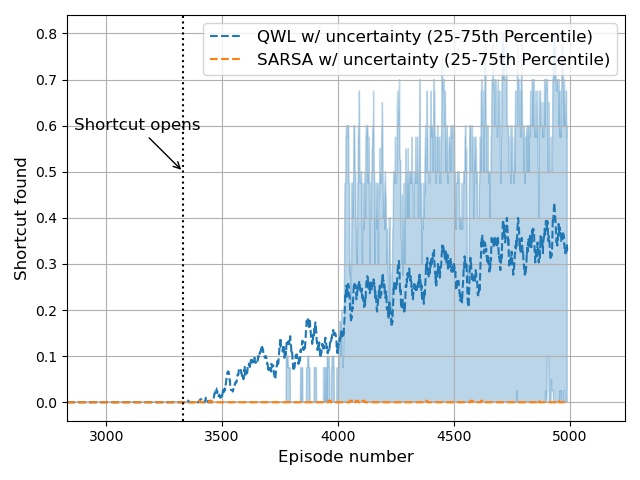 0.8
0.7
0.6
0.5
0.4
0.3
0.2
0.1
0.0
Shortcut found
QWL w/ uncertainty (25-75th Percentile)
SARSA w/ uncertainty (25-75th Percentile)
Shortcut opens
3000 3500 4000 4500 5000
Episode number